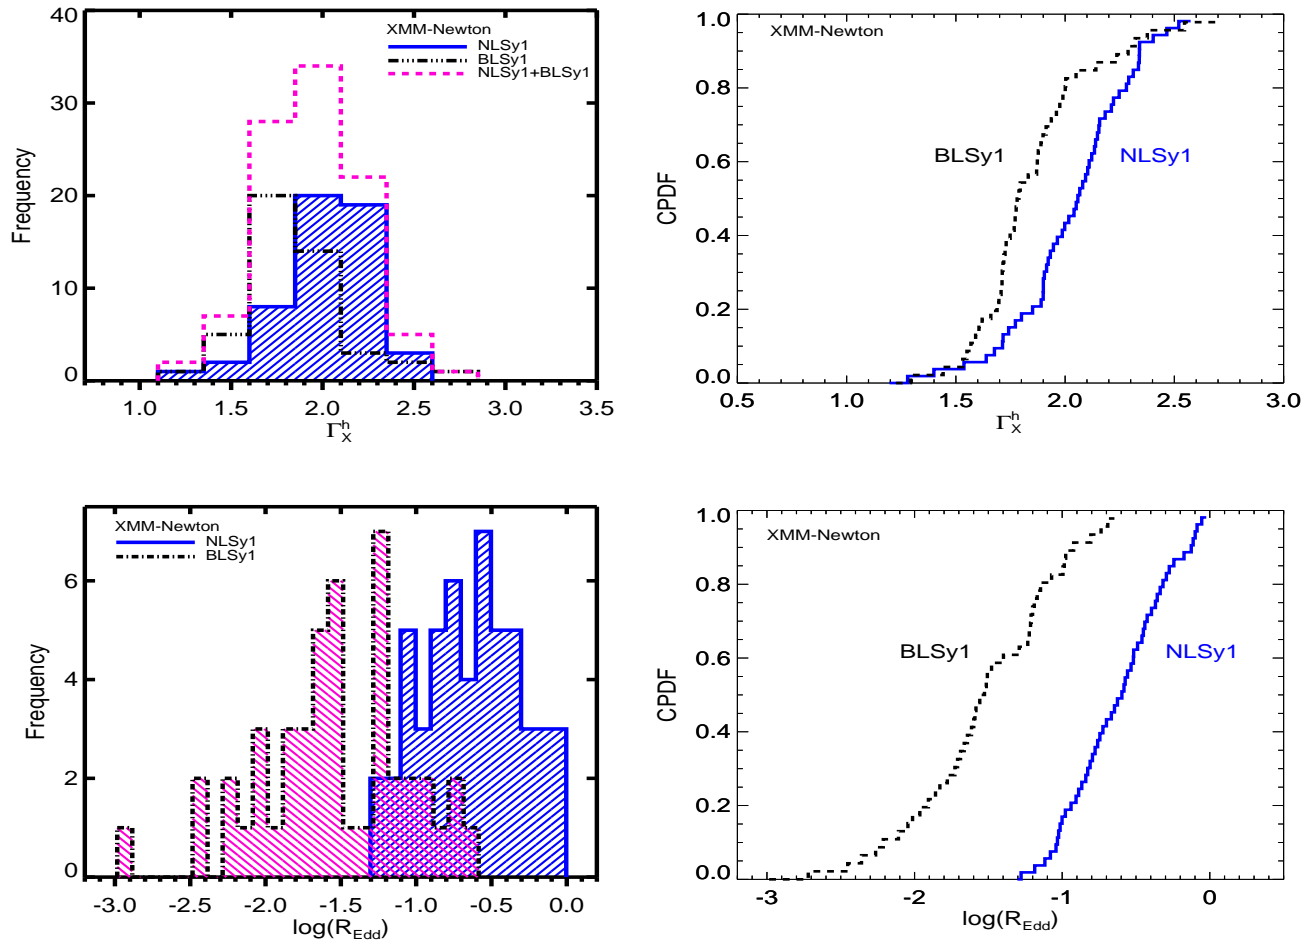 XMM-Newton
NLSy1
BLSy1
NLSy1+BLSy1
Frequency
40
30
20
10
0
1.0 1.5 2.0 2.5 3.0 3.5
Γ_X^h
XMM-Newton
BLSy1
NLSy1
CPDF
1.0
0.8
0.6
0.4
0.2
0.0
0.5 1.0 1.5 2.0 2.5 3.0
Γ_X^h
XMM-Newton
NLSy1
BLSy1
Frequency
6
4
2
0
-3.0 -2.5 -2.0 -1.5 -1.0 -0.5 0.0
log(R_Edd)
XMM-Newton
BLSy1
NLSy1
CPDF
1.0
0.8
0.6
0.4
0.2
0.0
-3 -2 -1 0
log(R_Edd)